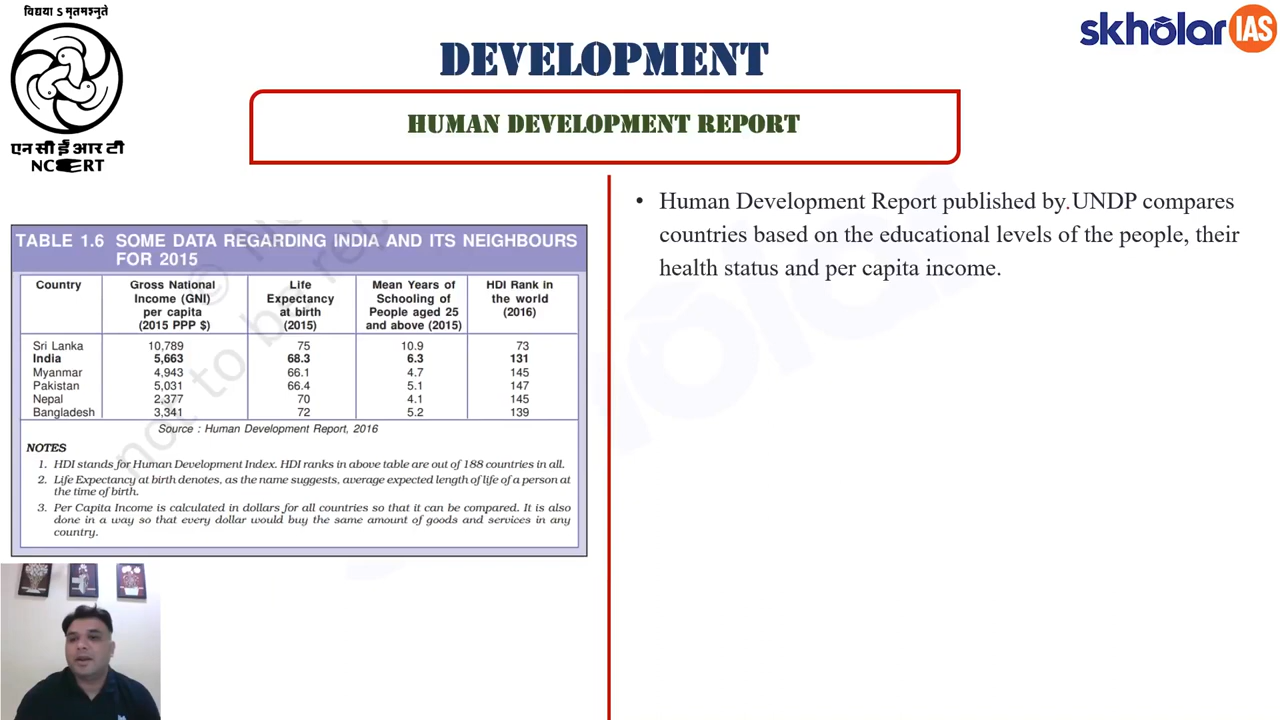 विद्यया ऽ मृतमश्नुते
एन सी ई आर टी
NCERT
skholar IAS
DEVELOPMENT
HUMAN DEVELOPMENT REPORT
TABLE 1.6 SOME DATA REGARDING INDIA AND ITS NEIGHBOURS
FOR 2015
Country Gross National Life Mean Years of HDI Rank in
Income (GNI) Expectancy Schooling of the world
per capita at birth People aged 25 (2016)
(2015 PPP $) (2015) and above (2015)
Sri Lanka 10,789 75 10.9 73
India 5,663 68.3 6.3 131
Myanmar 4,943 66.1 4.7 145
Pakistan 5,031 66.4 5.1 147
Nepal 2,377 70 4.1 145
Bangladesh 3,341 72 5.2 139
Source : Human Development Report, 2016
NOTES
1. HDI stands for Human Development Index. HDI ranks in above table are out of 188 countries in all.
2. Life Expectancy at birth denotes, as the name suggests, average expected length of life of a person at
the time of birth.
3. Per Capita Income is calculated in dollars for all countries so that it can be compared. It is also
done in a way so that every dollar would buy the same amount of goods and services in any
country.
• Human Development Report published by.UNDP compares
countries based on the educational levels of the people, their
health status and per capita income.